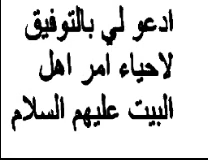 ادعو لي بالتوفيق
لاحياء امر اهل
البيت عليهم السلام